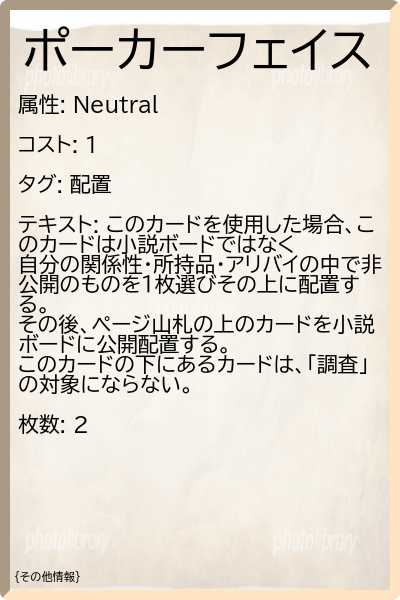 ポーカーフェイス
photolibrary photolibrary
属性: Neutral
コスト: 1
タグ: 配置
テキスト: このカードを使用した場合、こ
のカードは小説ボードではなく
自分の関係性・所持品・アリバイの中で非
公開のものを1枚選びその上に配置す
る。
その後、ページ山札の上のカードを小説
ボードに公開配置する。
このカードの下にあるカードは、「調査」
の対象にならない。
枚数: 2
photolibrary photolibrary
{その他情報}